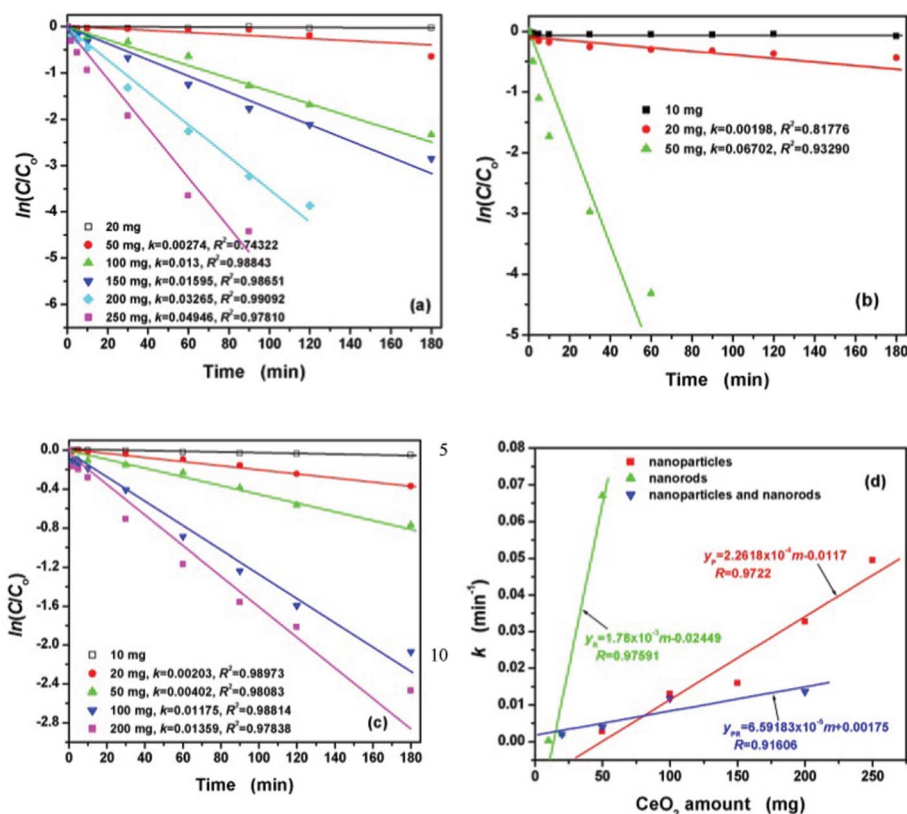 0
-1
-2
-3
-4
-5
-6
ln(C/C₀)
20 mg
50 mg, k=0.00274, R²=0.74322
100 mg, k=0.013, R²=0.98843
150 mg, k=0.01595, R²=0.98651
200 mg, k=0.03265, R²=0.99092
250 mg, k=0.04946, R²=0.97810
(a)
0 20 40 60 80 100 120 140 160 180
Time (min)
0
-1
-2
-3
-4
-5
ln(C/C₀)
10 mg
20 mg, k=0.00198, R²=0.81776
50 mg, k=0.06702, R²=0.93290
(b)
0 20 40 60 80 100 120 140 160 180
Time (min)
0.0
-0.4
-0.8
-1.2
-1.6
-2.0
-2.4
-2.8
ln(C/C₀)
10 mg
20 mg, k=0.00203, R²=0.98973
50 mg, k=0.00402, R²=0.98083
100 mg, k=0.01175, R²=0.98814
200 mg, k=0.01359, R²=0.97838
(c)
0 20 40 60 80 100 120 140 160 180
Time (min)
5
10
0.08
0.07
0.06
0.05
0.04
0.03
0.02
0.01
0.00
k (min⁻¹)
nanoparticles
nanorods
nanoparticles and nanorods
(d)
y_P=2.2618x10⁻⁴m-0.0117
R=0.9722
y_R=1.78x10⁻³m-0.02449
R=0.97591
y_PR=6.59183x10⁻⁵m+0.00175
R=0.91606
0 50 100 150 200 250
CeO₂ amount (mg)